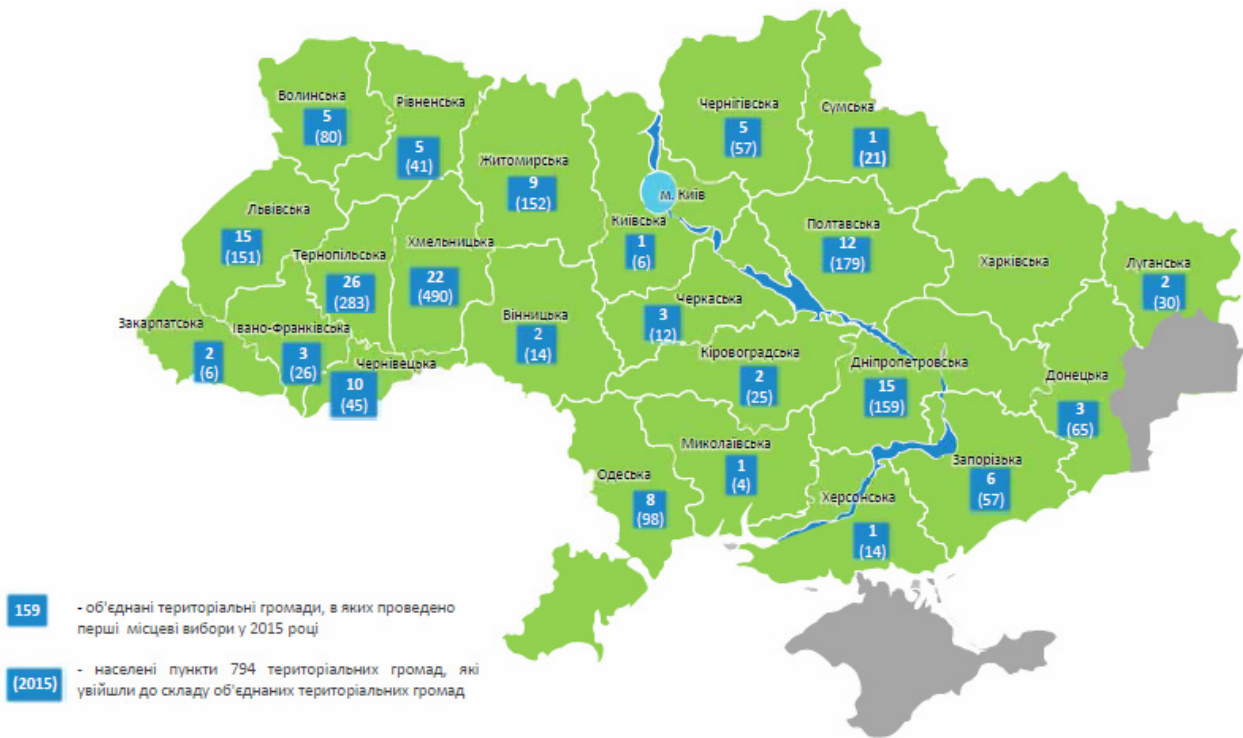 Волинська
5
(80)
Рівненська
5
(41)
Житомирська
9
(152)
Чернігівська
5
(57)
Сумська
1
(21)
м. Київ
Київська
1
(6)
Львівська
15
(151)
Тернопільська
26
(283)
Хмельницька
22
(490)
Полтавська
12
(179)
Харківська
Луганська
2
(30)
Закарпатська
2
(6)
Івано-Франківська
3
(26)
Чернівецька
10
(45)
Вінницька
2
(14)
Черкаська
3
(12)
Кіровоградська
2
(25)
Дніпропетровська
15
(159)
Донецька
3
(65)
Одеська
8
(98)
Миколаївська
1
(4)
Херсонська
1
(14)
Запорізька
6
(57)
159
- об'єднані територіальні громади, в яких проведено
перші місцеві вибори у 2015 році
(2015)
- населені пункти 794 територіальних громад, які
увійшли до складу об'єднаних територіальних громад